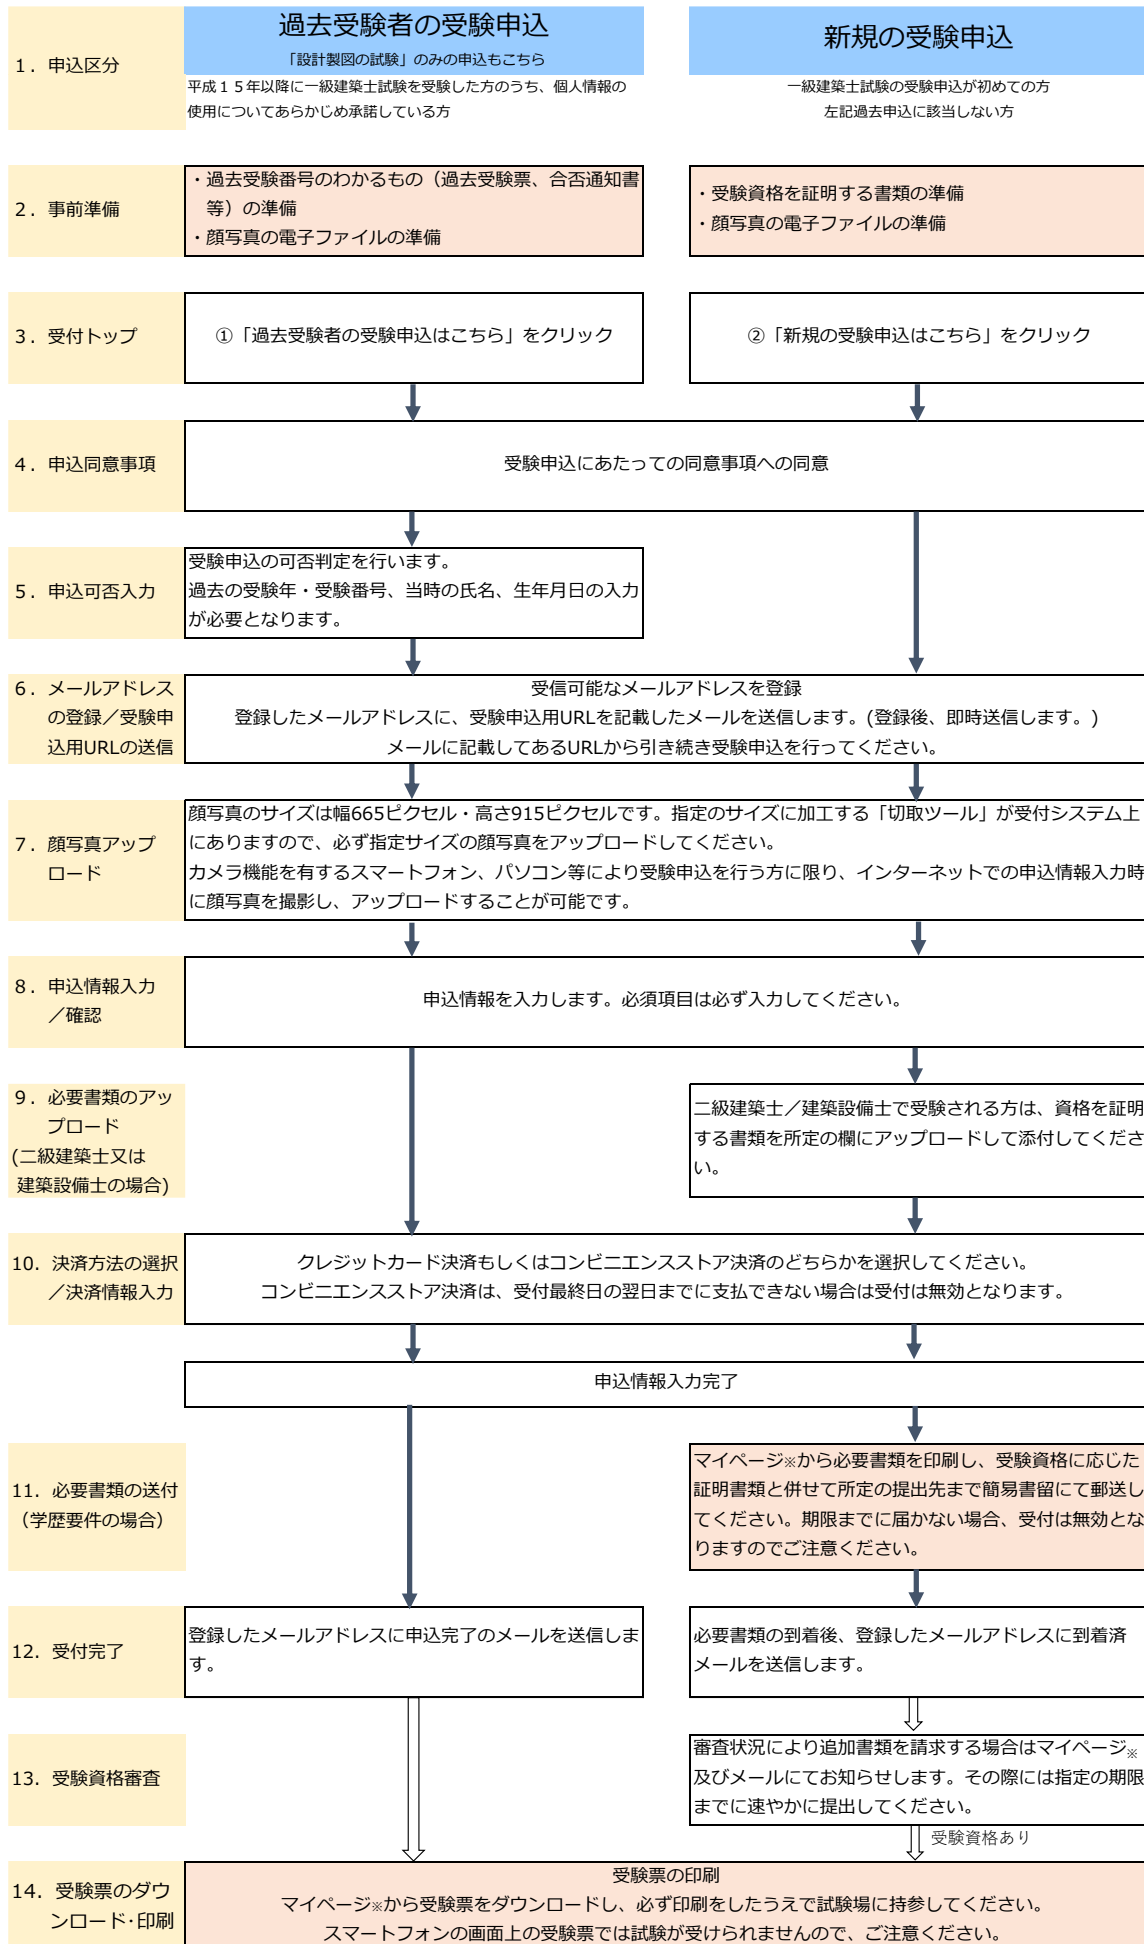 1．申込区分
過去受験者の受験申込
「設計製図の試験」のみの申込もこちら
平成１５年以降に一級建築士試験を受験した方のうち、個人情報の
使用についてあらかじめ承諾している方
新規の受験申込
一級建築士試験の受験申込が初めての方
左記過去申込に該当しない方
2．事前準備
・過去受験番号のわかるもの（過去受験票、合否通知書
等）の準備
・顔写真の電子ファイルの準備
・受験資格を証明する書類の準備
・顔写真の電子ファイルの準備
3．受付トップ
①「過去受験者の受験申込はこちら」をクリック
②「新規の受験申込はこちら」をクリック
4．申込同意事項
受験申込にあたっての同意事項への同意
5．申込可否入力
受験申込の可否判定を行います。
過去の受験年・受験番号、当時の氏名、生年月日の入力
が必要となります。
6．メールアドレス
の登録／受験申
込用URLの送信
受信可能なメールアドレスを登録
登録したメールアドレスに、受験申込用URLを記載したメールを送信します。(登録後、即時送信します。)
メールに記載してあるURLから引き続き受験申込を行ってください。
7．顔写真アップ
ロード
顔写真のサイズは幅665ピクセル・高さ915ピクセルです。指定のサイズに加工する「切取ツール」が受付システム上
にありますので、必ず指定サイズの顔写真をアップロードしてください。
カメラ機能を有するスマートフォン、パソコン等により受験申込を行う方に限り、インターネットでの申込情報入力時
に顔写真を撮影し、アップロードすることが可能です。
8．申込情報入力
／確認
申込情報を入力します。必須項目は必ず入力してください。
9．必要書類のアッ
プロード
(二級建築士又は
建築設備士の場合)
二級建築士／建築設備士で受験される方は、資格を証明
する書類を所定の欄にアップロードして添付してくださ
い。
10．決済方法の選択
／決済情報入力
クレジットカード決済もしくはコンビニエンスストア決済のどちらかを選択してください。
コンビニエンスストア決済は、受付最終日の翌日までに支払できない場合は受付は無効となります。
申込情報入力完了
11．必要書類の送付
（学歴要件の場合）
マイページ※から必要書類を印刷し、受験資格に応じた
証明書類と併せて所定の提出先まで簡易書留にて郵送し
てください。期限までに届かない場合、受付は無効とな
りますのでご注意ください。
12．受付完了
登録したメールアドレスに申込完了のメールを送信しま
す。
必要書類の到着後、登録したメールアドレスに到着済
メールを送信します。
13．受験資格審査
審査状況により追加書類を請求する場合はマイページ※
及びメールにてお知らせします。その際には指定の期限
までに速やかに提出してください。
受験資格あり
14．受験票のダウ
ンロード・印刷
受験票の印刷
マイページ※から受験票をダウンロードし、必ず印刷をしたうえで試験場に持参してください。
スマートフォンの画面上の受験票では試験が受けられませんので、ご注意ください。